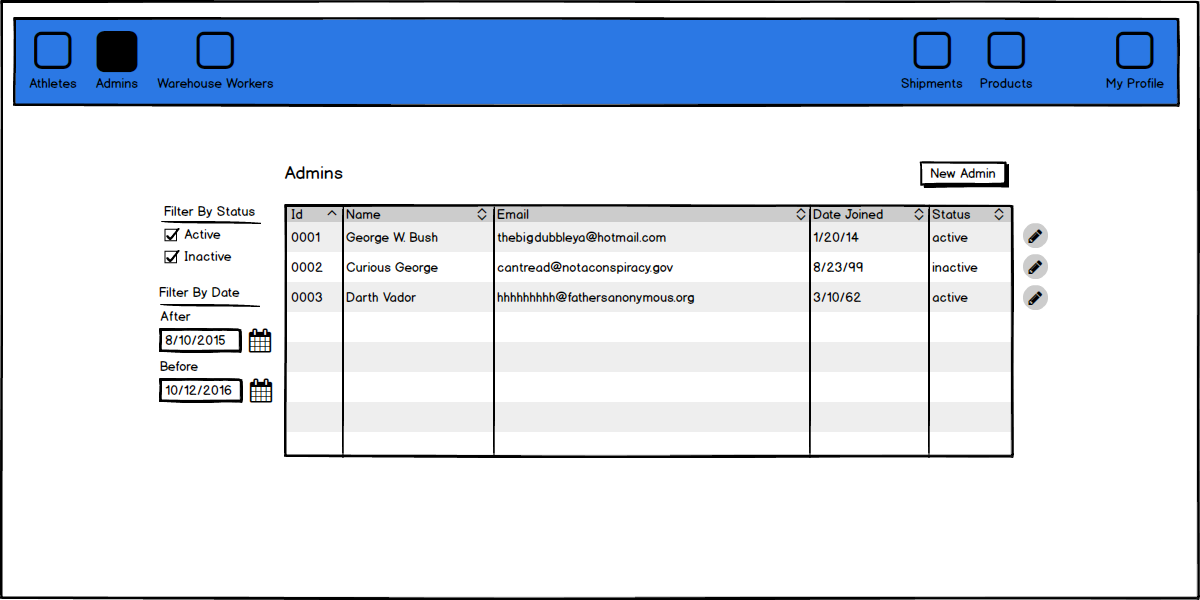 Athletes Admins Warehouse Workers Shipments Products My Profile
Admins New Admin
Filter By Status
Active
Inactive
Filter By Date
After
8/10/2015
Before
10/12/2016
Id Name Email Date Joined Status
0001 George W. Bush thebigdubbleya@hotmail.com 1/20/14 active
0002 Curious George cantread@notaconspiracy.gov 8/23/99 inactive
0003 Darth Vador hhhhhhhhh@fathersanonymous.org 3/10/62 active